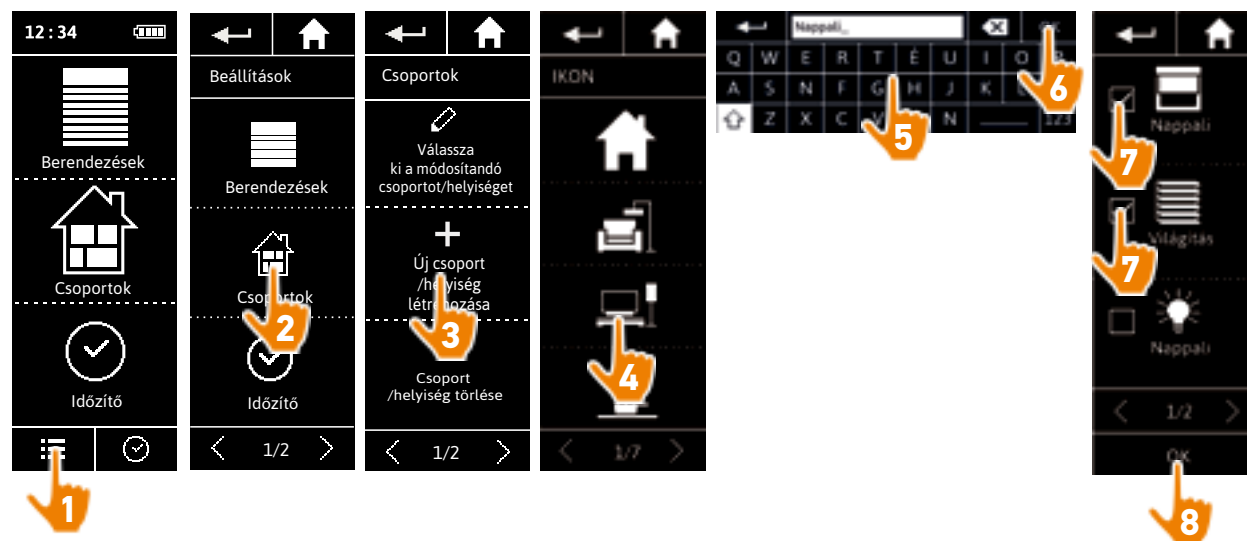 12:34
Berendezések
Csoportok
Időzítő
1
Beállítások
Berendezések
Csoportok
2
Időzítő
1/2
Csoportok
Válassza
ki a módosítandó
csoportot/helyiséget
Új csoport
/helyiség
létrehozása
3
Csoport
/helyiség törlése
1/2
IKON
4
1/7
Nappali_
OK
Q W E R T É U I O P
A S N F G H J K
Z X C V N 123
5
6
Nappali
7
Világítás
7
Nappali
1/2
OK
8